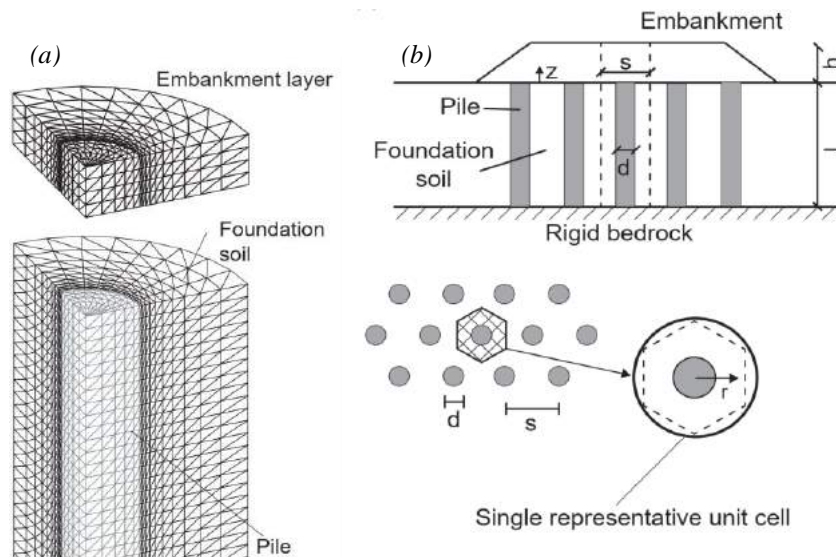 (a)
Embankment layer
Foundation
soil
Pile
(b)
Embankment
s
h
z
Pile
d
Foundation
soil
l
Rigid bedrock
d
s
r
Single representative unit cell